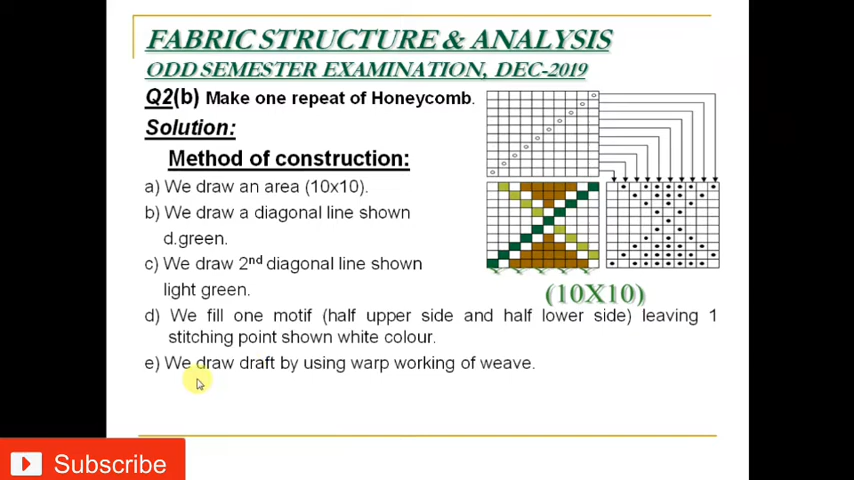 FABRIC STRUCTURE & ANALYSIS
ODD SEMESTER EXAMINATION, DEC-2019
Q2(b) Make one repeat of Honeycomb.
Solution:
Method of construction:
a) We draw an area (10x10).
b) We draw a diagonal line shown
d.green.
c) We draw 2nd diagonal line shown
light green.
(10X10)
d) We fill one motif (half upper side and half lower side) leaving 1
stitching point shown white colour.
e) We draw draft by using warp working of weave.
Subscribe